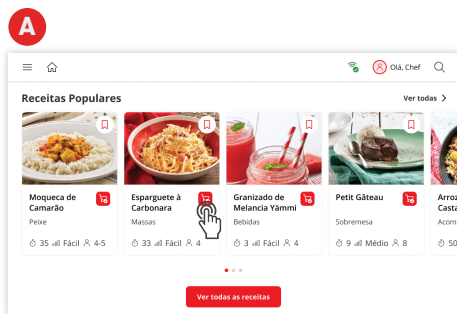 A
Olá, Chef
Receitas Populares
Ver todas
Moqueca de
Camarão
Peixe
35 Fácil 4-5
Esparguete à
Carbonara
Massas
33 Fácil 4
Granizado de
Melancia Yämmi
Bebidas
3 Fácil 4
Petit Gâteau
Sobremesa
9 Médio 8
Arroz
Casta
Acom
50
Ver todas as receitas